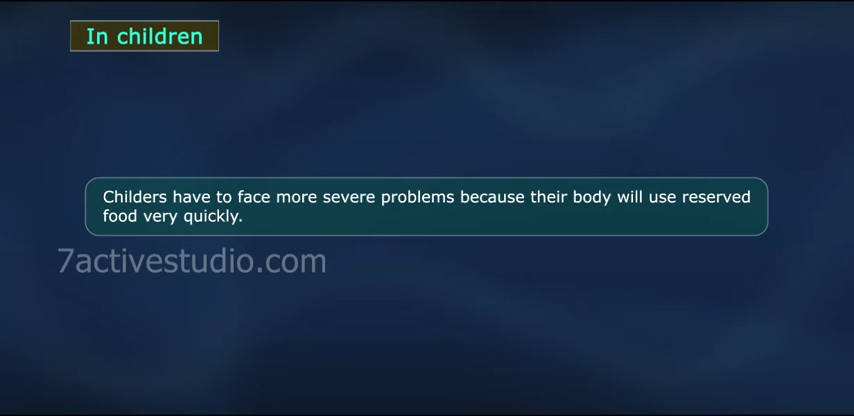 In children
Childers have to face more severe problems because their body will use reserved
food very quickly.
7activestudio.com